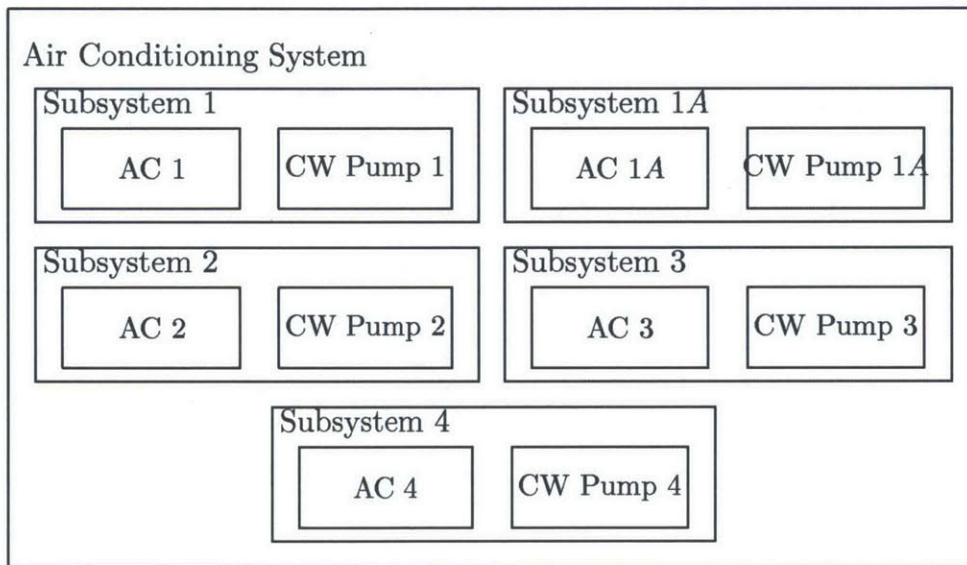 Air Conditioning System
Subsystem 1
Subsystem 1A
AC 1
CW Pump 1
AC 1A
CW Pump 1A
Subsystem 2
Subsystem 3
AC 2
CW Pump 2
AC 3
CW Pump 3
Subsystem 4
AC 4
CW Pump 4